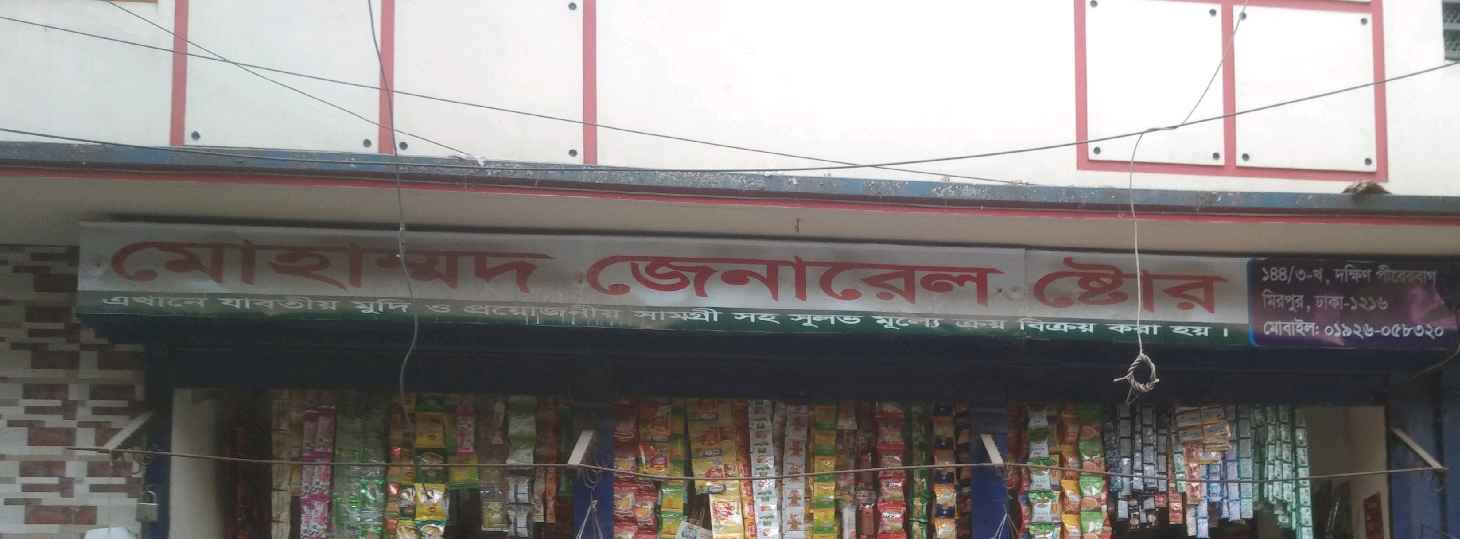 মোহাম্মদ জেনারেল ষ্টোর
এখানে যাবতীয় মুদি ও প্রয়োজনীয় সামগ্রী সহ সুলভ মূল্যে ক্রয় বিক্রয় করা হয় ।
১৪৪/৩-খ, দক্ষিণ পীরেরবাগ
মিরপুর, ঢাকা-১২১৬
মোবাইল: ০১৯২৬-০৫৮৩২০